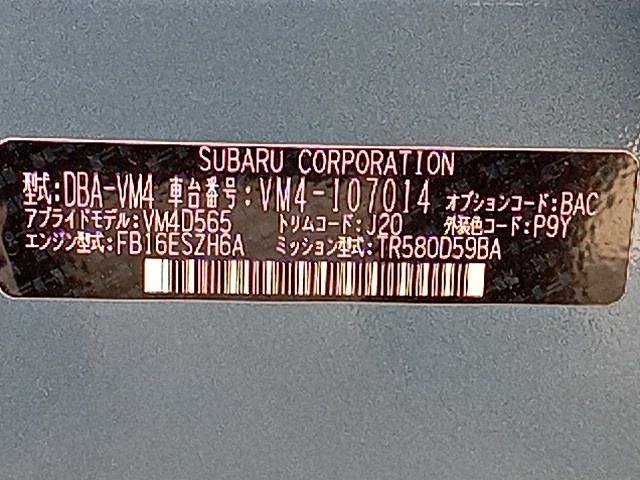 SUBARU CORPORATION
型式:DBA-VM4 車台番号:VM4-107014 オプションコード:BAC
アプライドモデル:VM4D565 トリムコード:J20 外装色コード:P9Y
エンジン型式:FB16ESZH6A ミッション型式:TR580D59BA